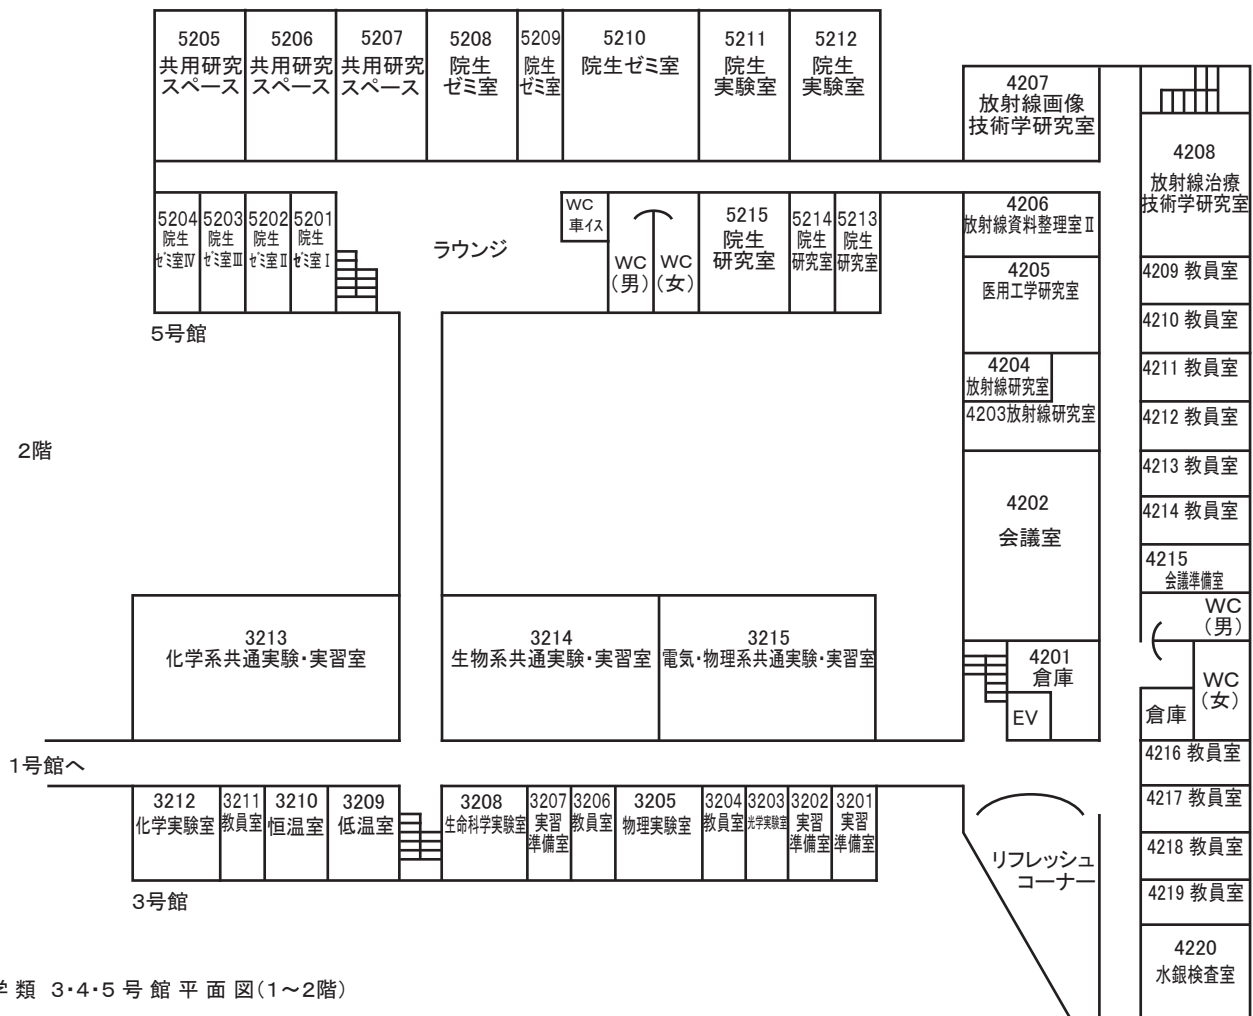 5205
共用研究
スペース
5206
共用研究
スペース
5207
共用研究
スペース
5208
院生
ゼミ室
5209
院生
ゼミ室
5210
院生ゼミ室
5211
院生
実験室
5212
院生
実験室
4207
放射線画像
技術学研究室
4208
放射線治療
技術学研究室
5204
院生
ゼミ室Ⅳ
5203
院生
ゼミ室Ⅲ
5202
院生
ゼミ室Ⅱ
5201
院生
ゼミ室Ⅰ
ラウンジ
WC
車イス
WC
(男)
WC
(女)
5215
院生
研究室
5214
院生
研究室
5213
院生
研究室
4206
放射線資料整理室Ⅱ
4205
医用工学研究室
4204
放射線研究室
4203放射線研究室
4209 教員室
4210 教員室
4211 教員室
4212 教員室
4213 教員室
4214 教員室
4215
会議準備室
5号館
2階
4202
会議室
WC
(男)
WC
(女)
倉庫
3213
化学系共通実験・実習室
3214
生物系共通実験・実習室
3215
電気・物理系共通実験・実習室
4201
倉庫
EV
1号館へ
4216 教員室
4217 教員室
4218 教員室
4219 教員室
4220
水銀検査室
3212
化学実験室
3211
教員室
3210
恒温室
3209
低温室
3208
生命科学実験室
3207
実習
準備室
3206
教員室
3205
物理実験室
3204
教員室
3203
光学実験室
3202
実習
準備室
3201
実習
準備室
リフレッシュ
コーナー
3号館
学類 3・4・5号館平面図(1～2階)